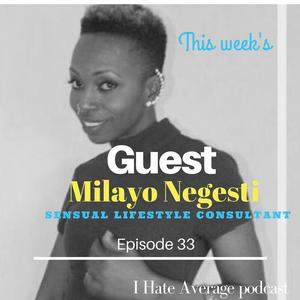 This week's
Guest
Milayo Negesti
SENSUAL LIFESTYLE CONSULTANT
Episode 33
I Hate Average podcast